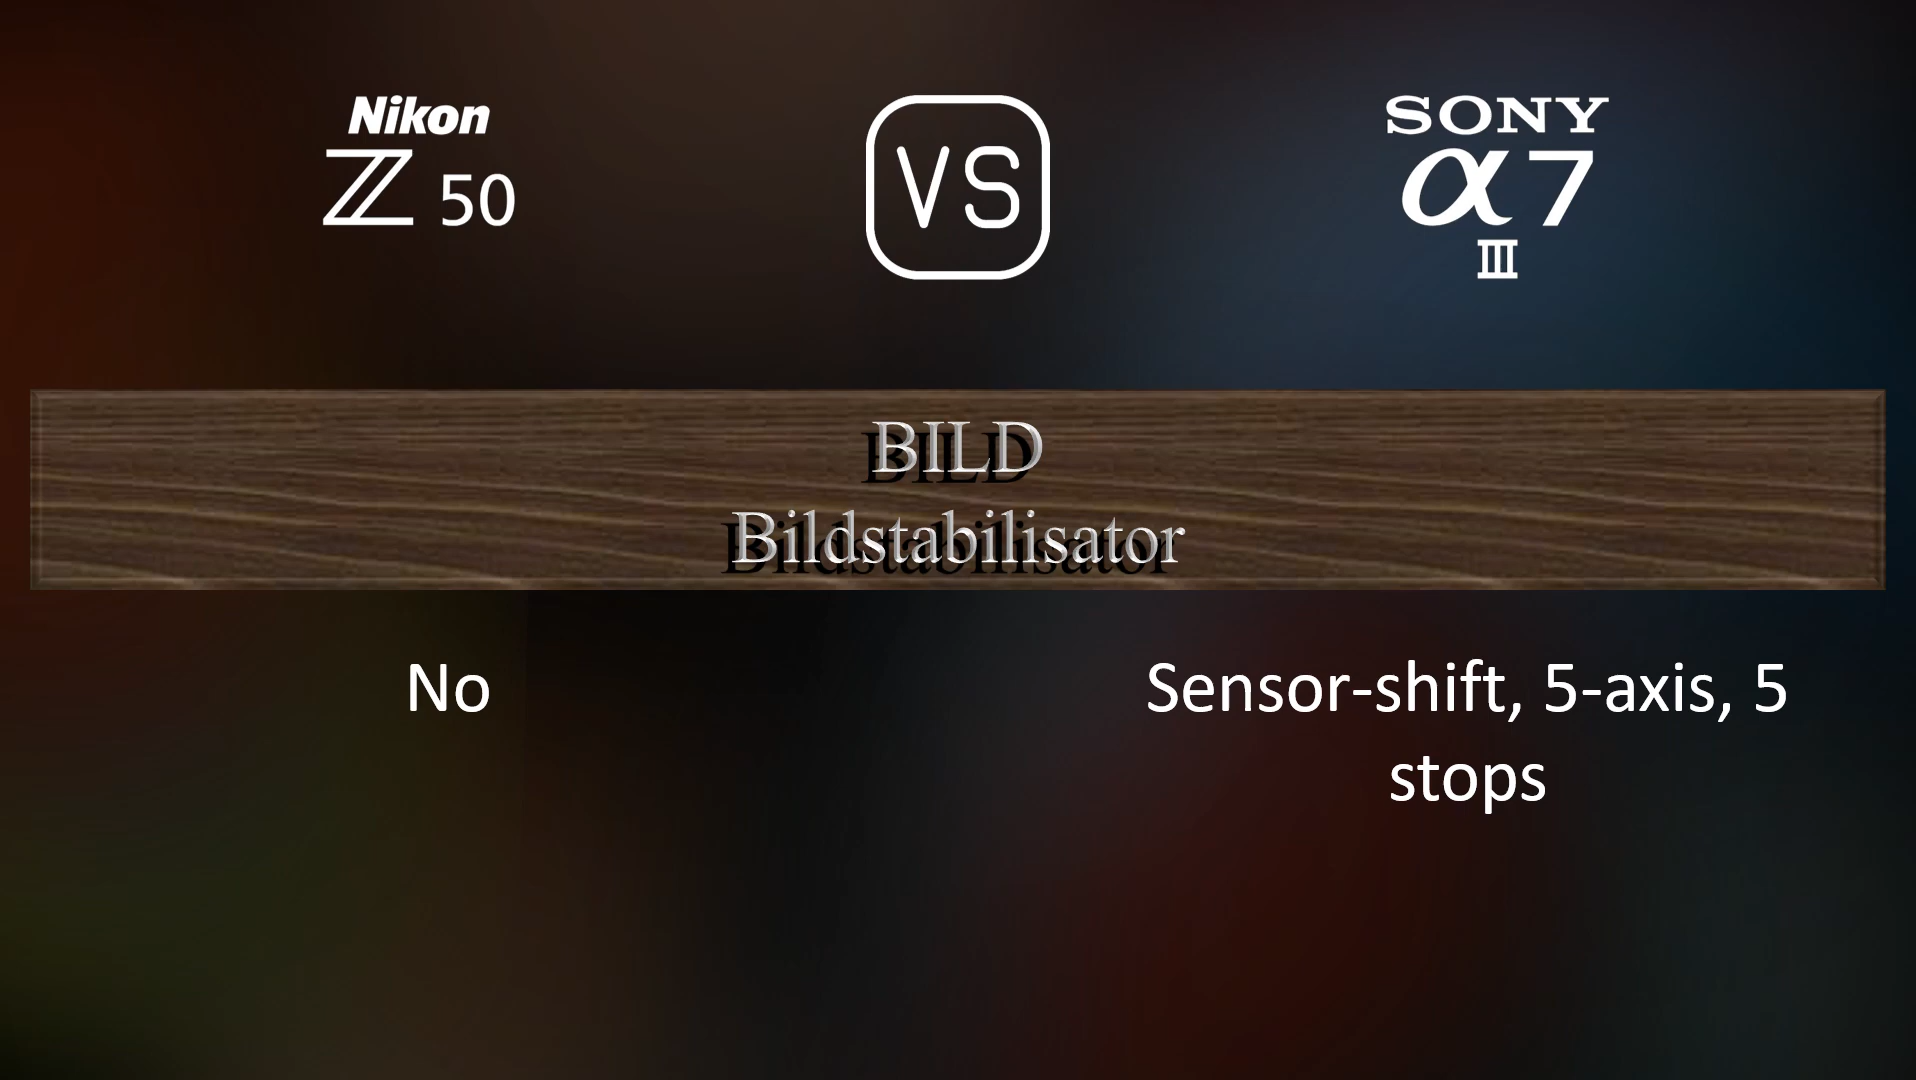 Nikon
Z 50
VS
SONY
α7
III
BILD
Bildstabilisator
No
Sensor-shift, 5-axis, 5
stops